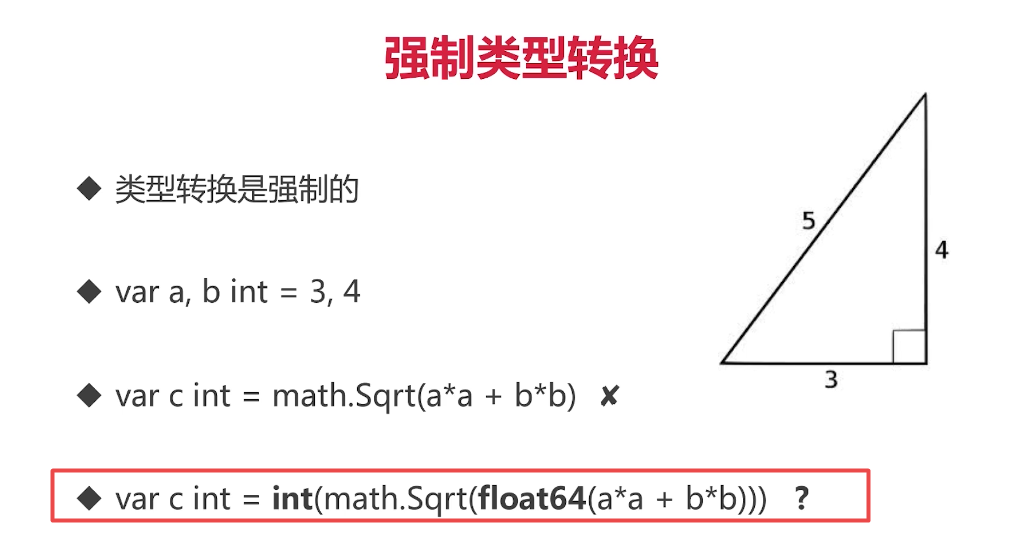 强制类型转换
◆ 类型转换是强制的
◆ var a, b int = 3, 4
◆ var c int = math.Sqrt(a*a + b*b) ✘
◆ var c int = int(math.Sqrt(float64(a*a + b*b))) ?
5
4
3